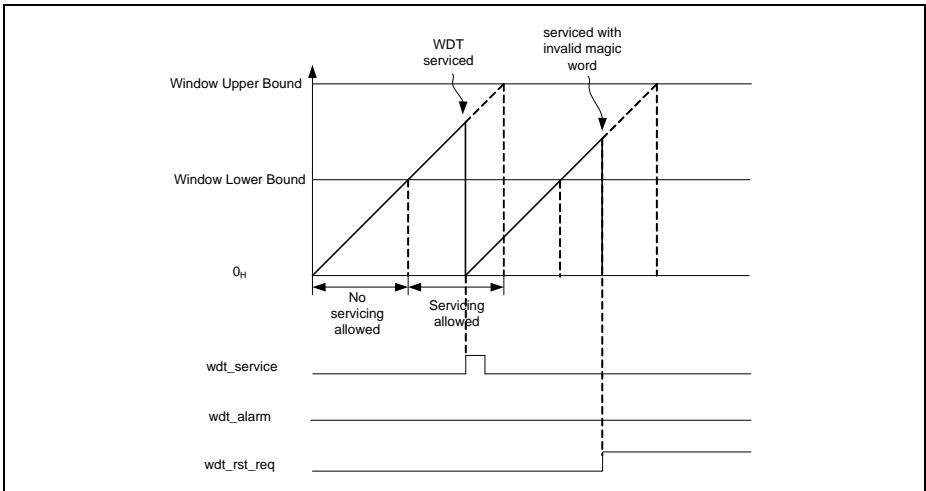 WDT
serviced
serviced with
invalid magic
word
Window Upper Bound
Window Lower Bound
0H
No
servicing
allowed
Servicing
allowed
wdt_service
wdt_alarm
wdt_rst_req